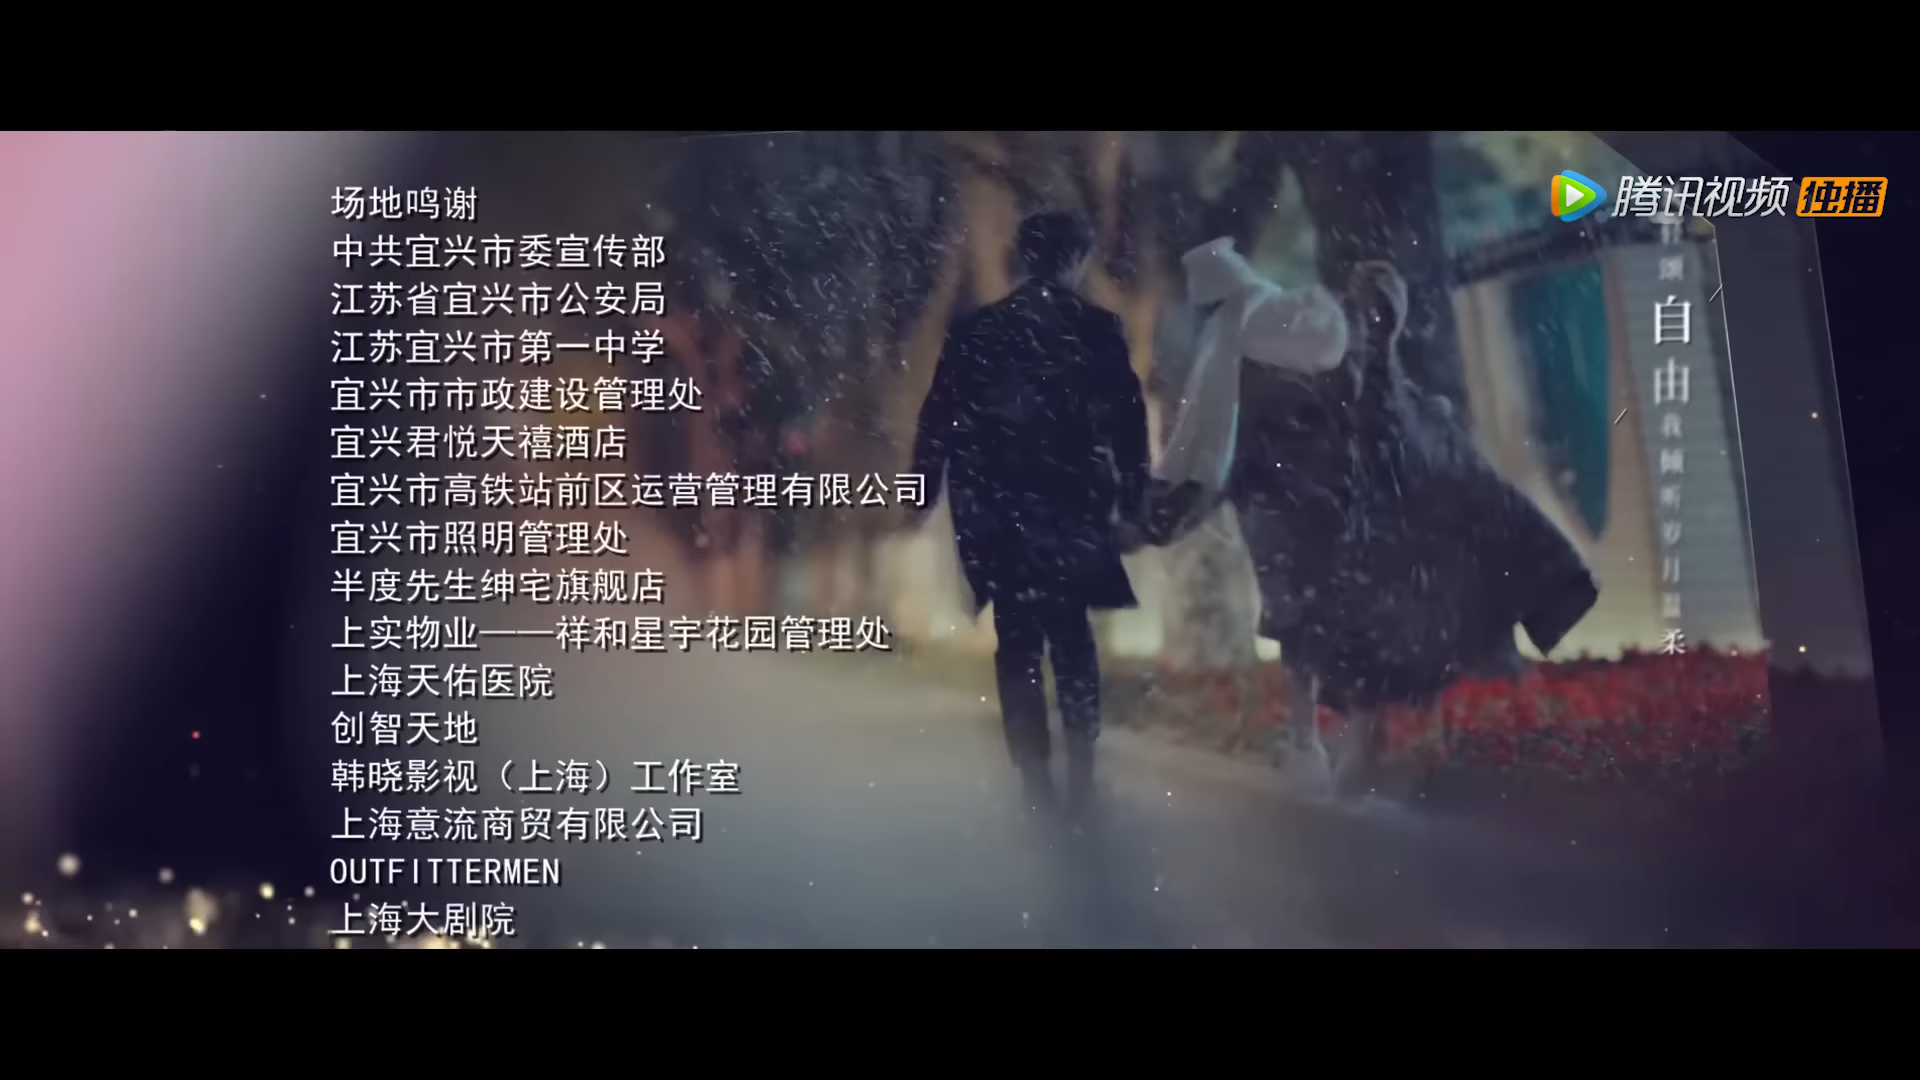 场地鸣谢
中共宜兴市委宣传部
江苏省宜兴市公安局
江苏宜兴市第一中学
宜兴市市政建设管理处
宜兴君悦天禧酒店
宜兴市高铁站前区运营管理有限公司
宜兴市照明管理处
半度先生绅宅旗舰店
上实物业——祥和星宇花园管理处
上海天佑医院
创智天地
韩晓影视（上海）工作室
上海意流商贸有限公司
OUTFITTERMEN
上海大剧院
腾讯视频 独播
自由我倾听岁月温柔